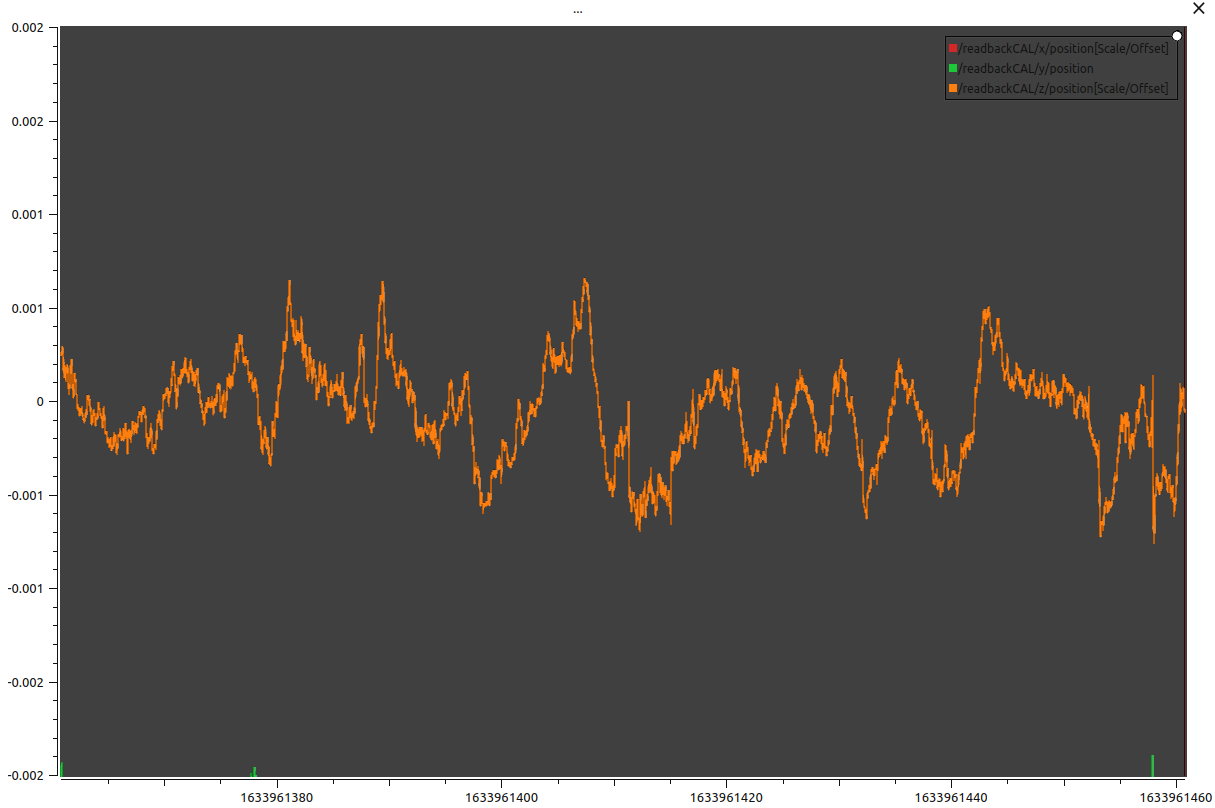 ...
0.002
/readbackCAL/x/position[Scale/Offset]
/readbackCAL/y/position
/readbackCAL/z/position[Scale/Offset]
0.002
0.001
0.001
0
-0.001
-0.001
-0.002
-0.002
1633961380 1633961400 1633961420 1633961440 1633961460